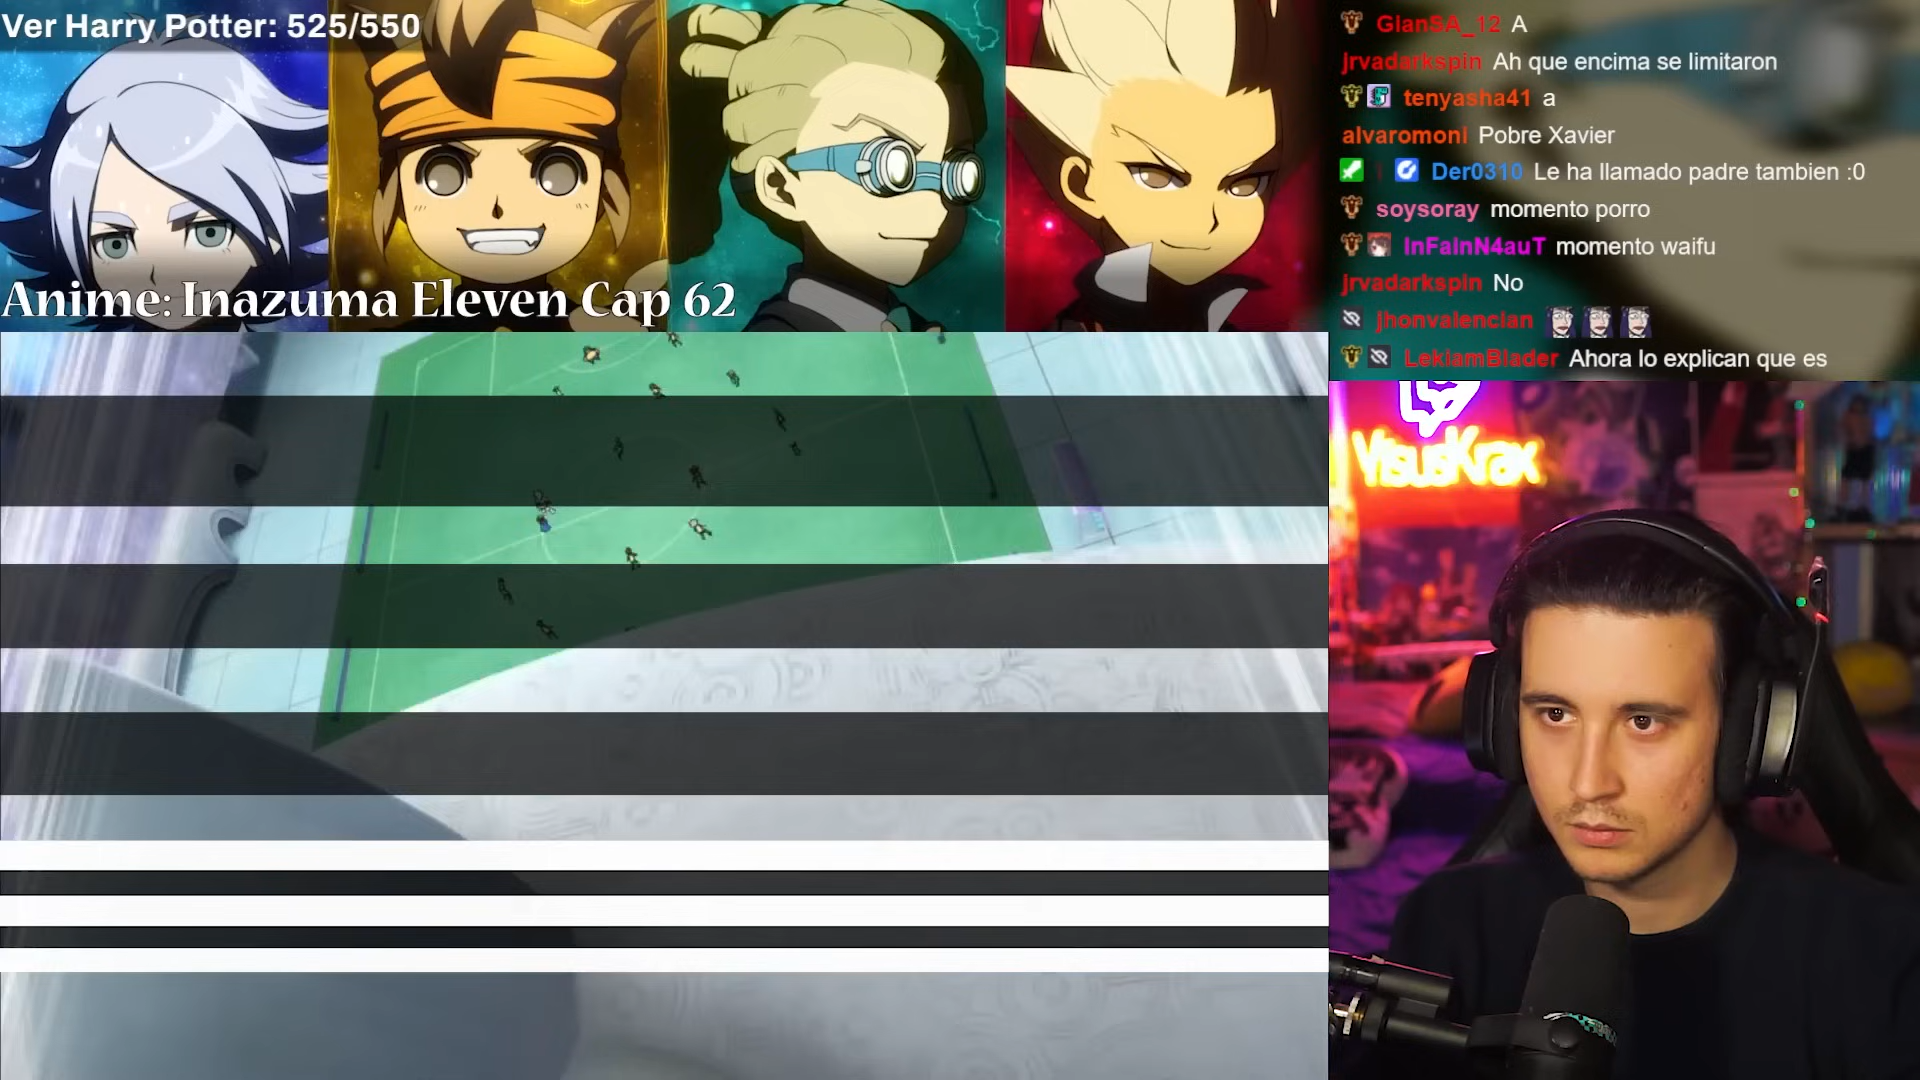 Ver Harry Potter: 525/550
Anime: Inazuma Eleven Cap 62
GlanSA_12 A
jrvadarkspin Ah que encima se limitaron
tenyasha41 a
alvaromoni Pobre Xavier
Der0310 Le ha llamado padre tambien :0
soysoray momento porro
InFaInN4auT momento waifu
jrvadarkspin No
jhonvalencian
LekiamBlader Ahora lo explican que es
VisusKrax